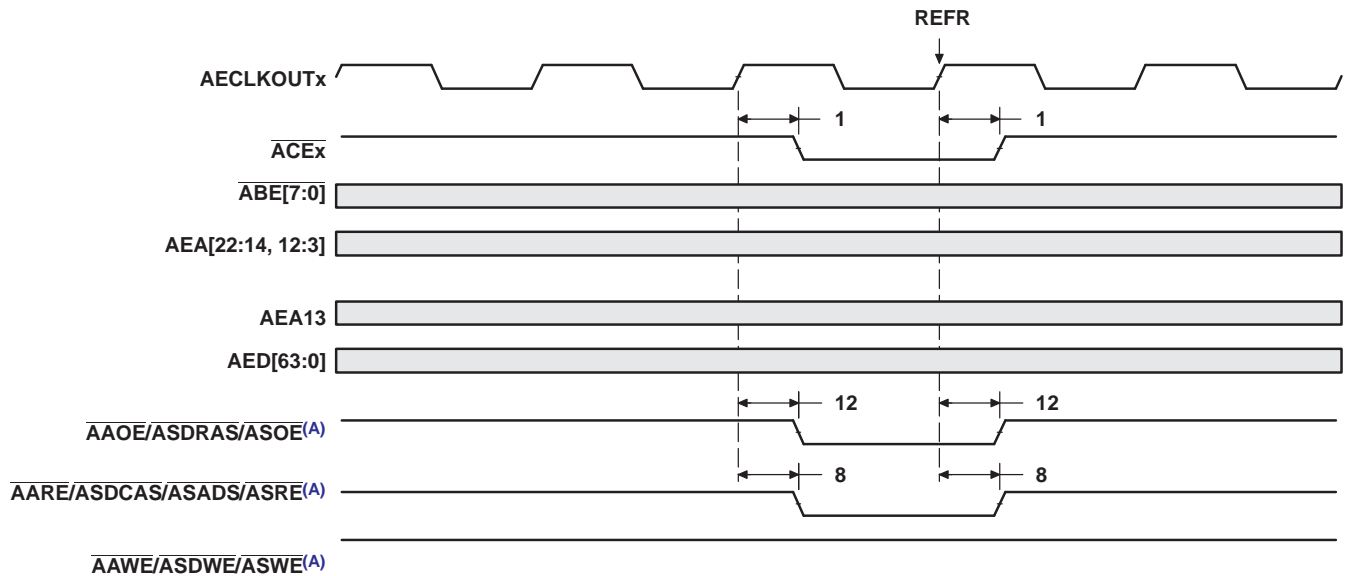 REFR
AECLKOUTx
1 1
ACEx
ABE[7:0]
AEA[22:14, 12:3]
AEA13
AED[63:0]
12 12
AAOE/ASDRAS/ASOE(A)
8 8
AARE/ASDCAS/ASADS/ASRE(A)
AAWE/ASDWE/ASWE(A)